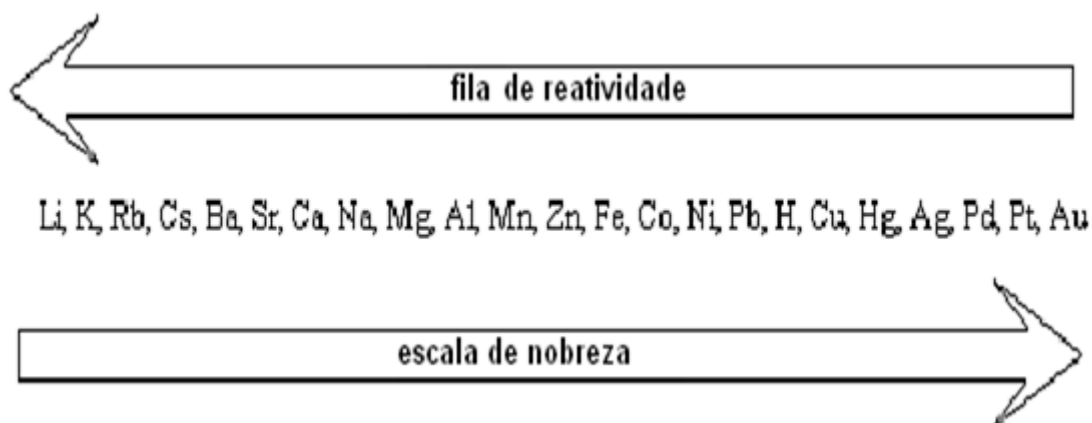 fila de reatividade
Li, K, Rb, Cs, Ba, Sr, Ca, Na, Mg, Al, Mn, Zn, Fe, Co, Ni, Pb, H, Cu, Hg, Ag, Pd, Pt, Au
escala de nobreza